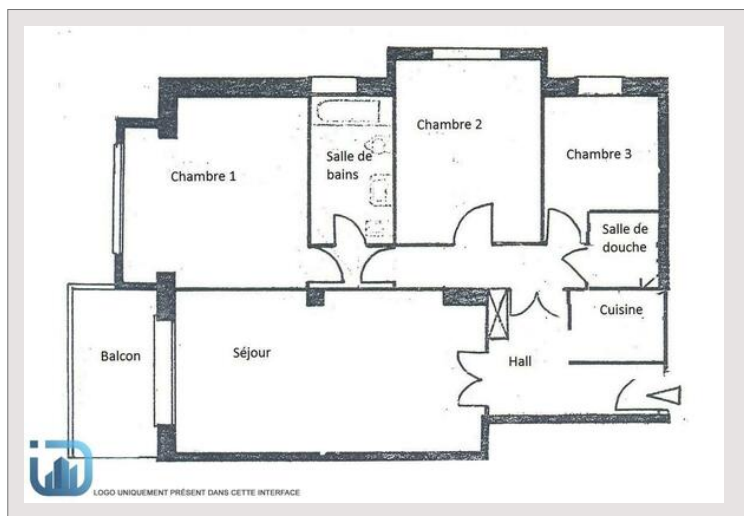 Chambre 2
Chambre 3
Salle de
bains
Chambre 1
Salle de
douche
Cuisine
Balcon
Séjour
Hall
LOGO UNIQUEMENT PRÉSENT DANS CETTE INTERFACE